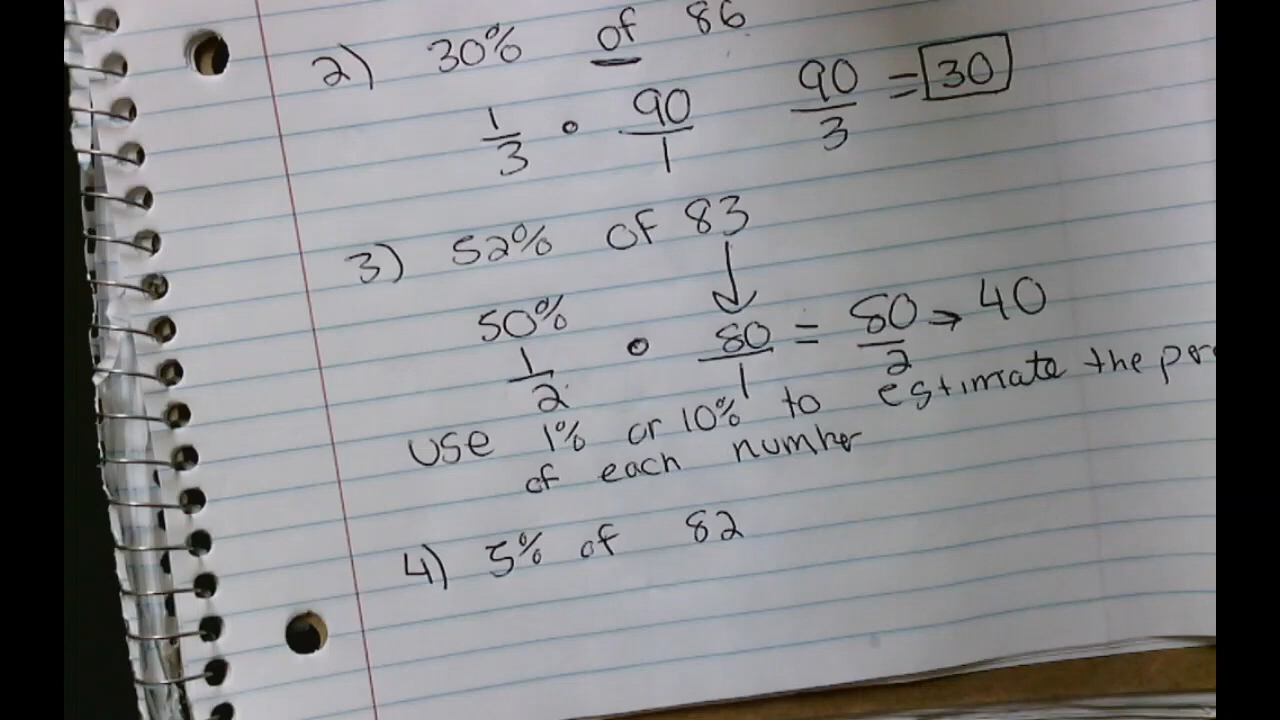 2) 30% of 86
1/3 • 90/1 90/3 = 30
3) 52% of 83
50%
1/2 • 80/1 = 80/2 → 40
use 1% or 10% to estimate the
of each number
4) 5% of 82